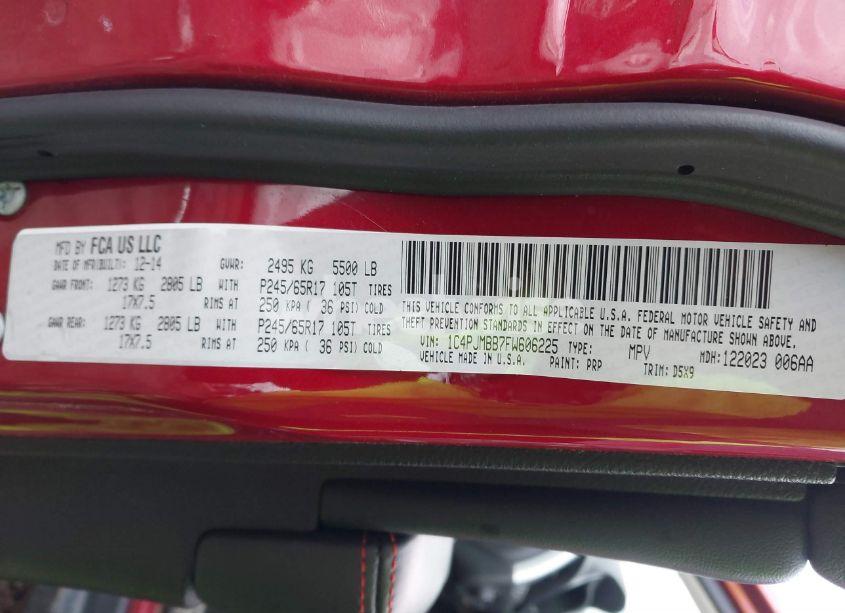 MFD BY FCA US LLC
DATE OF MFR(BUILT): 12-14 GVWR: 2495 KG 5500 LB
GAWR FRONT: 1273 KG 2805 LB WITH P245/65R17 105T TIRES
17X7.5 RIMS AT 250 KPA ( 36 PSI) COLD
GAWR REAR: 1273 KG 2805 LB WITH P245/65R17 105T TIRES
17X7.5 RIMS AT 250 KPA ( 36 PSI) COLD
THIS VEHICLE CONFORMS TO ALL APPLICABLE U.S.A. FEDERAL MOTOR VEHICLE SAFETY AND
THEFT PREVENTION STANDARDS IN EFFECT ON THE DATE OF MANUFACTURE SHOWN ABOVE.
VIN: 1C4PJMBB7FW606225 TYPE: MPV MDH:122023 006AA
VEHICLE MADE IN U.S.A. PAINT: PRP TRIM: D5X9